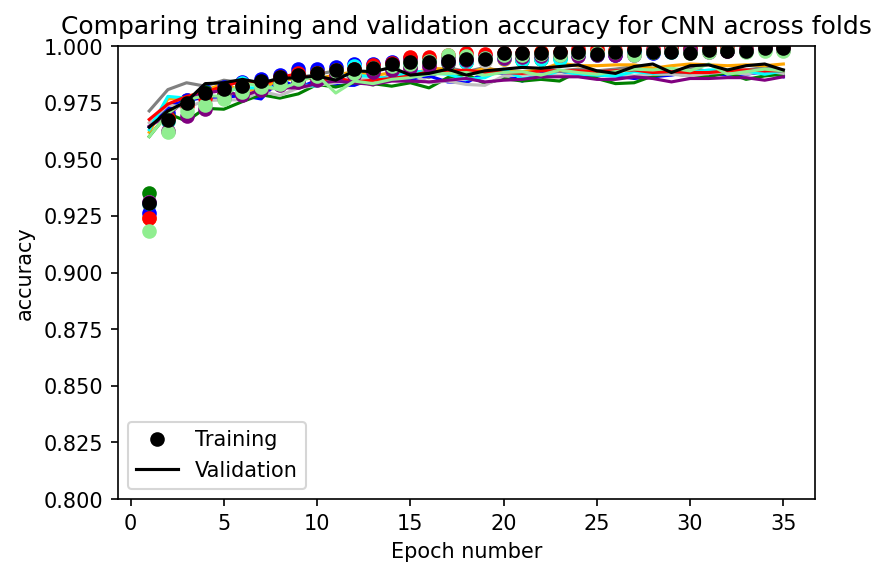 Comparing training and validation accuracy for CNN across folds
1.000
0.975
0.950
0.925
0.900
0.875
0.850
0.825
0.800
accuracy
Training
Validation
0 5 10 15 20 25 30 35
Epoch number